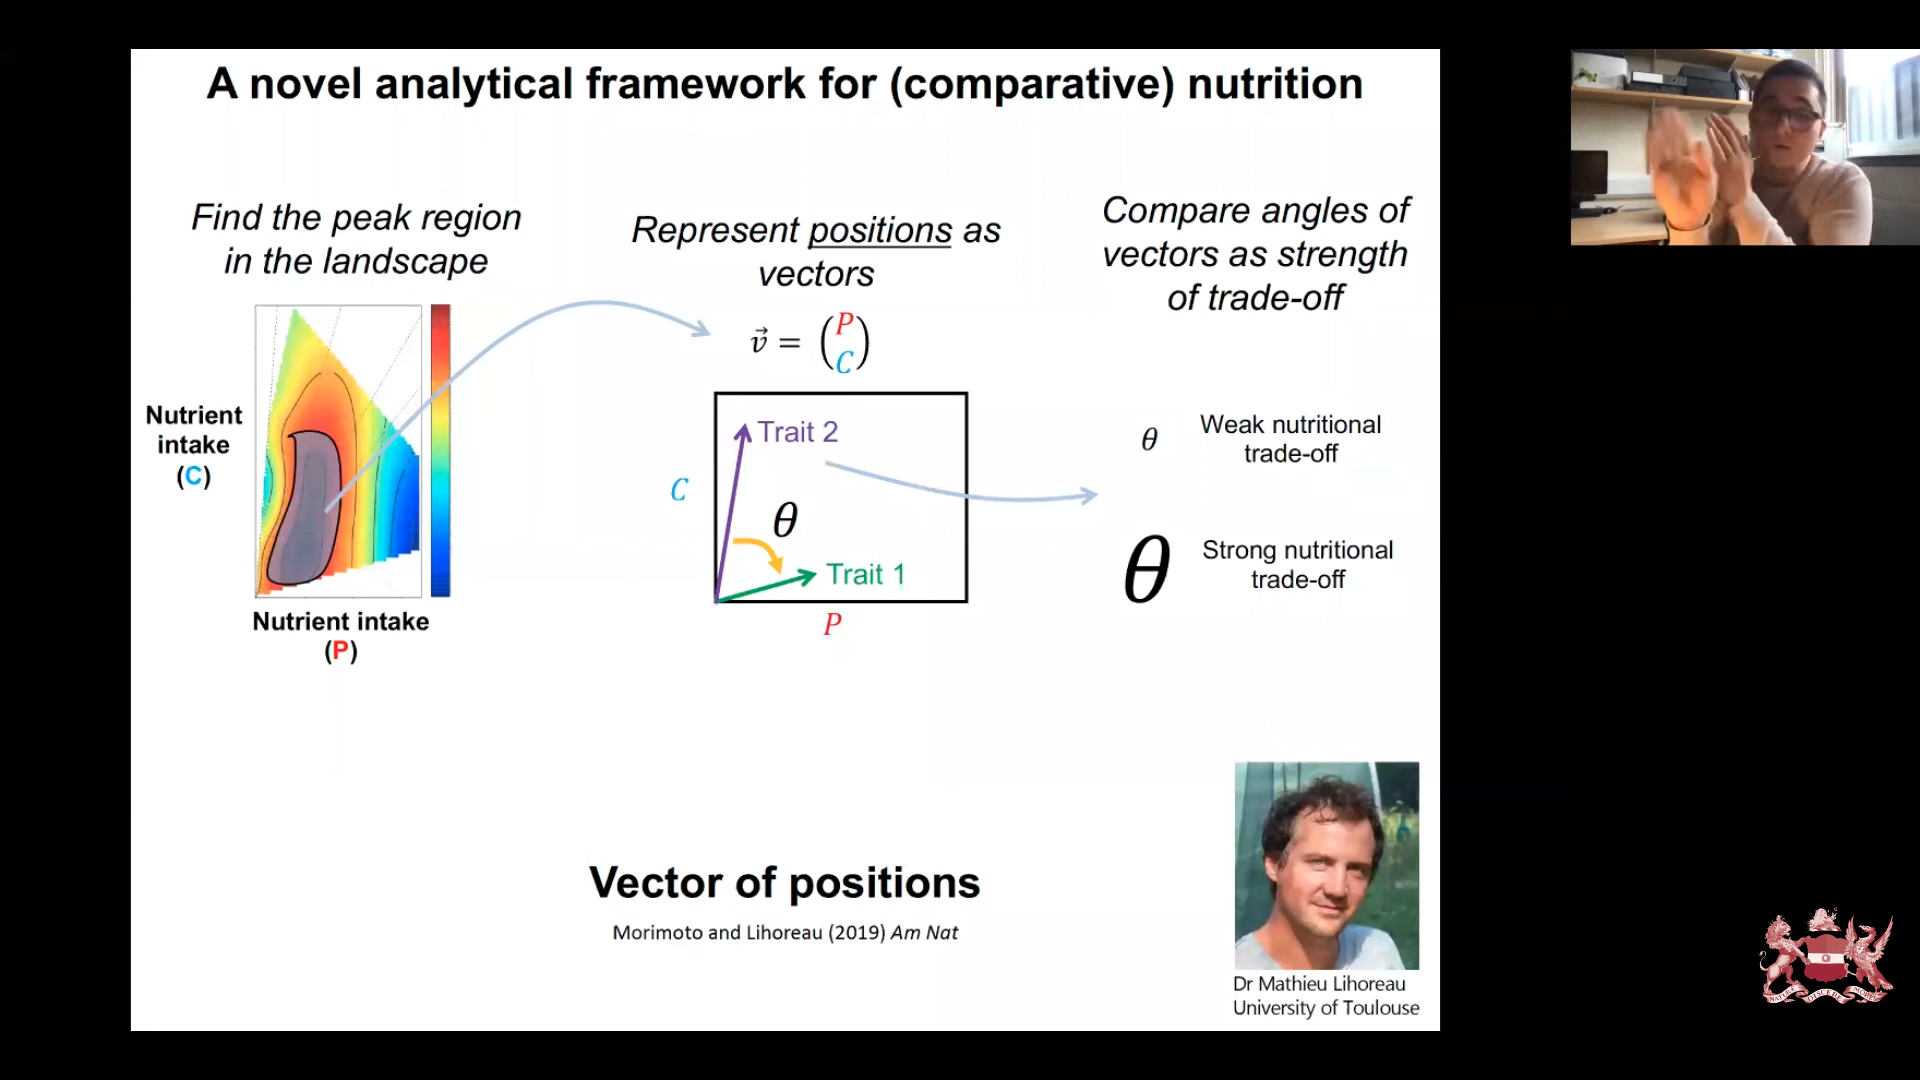 A novel analytical framework for (comparative) nutrition
Find the peak region
in the landscape
Nutrient
intake
(C)
Nutrient intake
(P)
Represent positions as
vectors
v⃗ = (P C)
Trait 2
θ
Trait 1
C
P
Compare angles of
vectors as strength
of trade-off
θ
Weak nutritional
trade-off
θ
Strong nutritional
trade-off
Vector of positions
Morimoto and Lihoreau (2019) Am Nat
Dr Mathieu Lihoreau
University of Toulouse